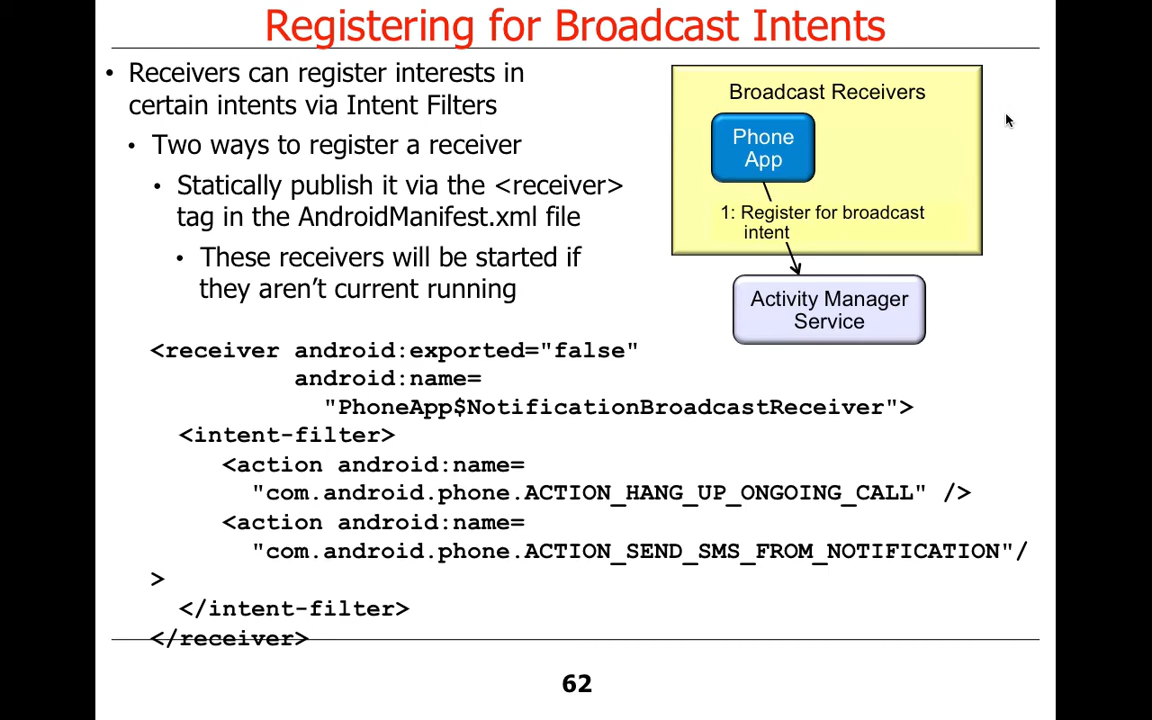 Registering for Broadcast Intents
• Receivers can register interests in
certain intents via Intent Filters
• Two ways to register a receiver
• Statically publish it via the <receiver>
tag in the AndroidManifest.xml file
• These receivers will be started if
they aren’t current running
Broadcast Receivers
Phone
App
1: Register for broadcast
intent
Activity Manager
Service
<receiver android:exported="false"
android:name=
"PhoneApp$NotificationBroadcastReceiver">
<intent-filter>
<action android:name=
"com.android.phone.ACTION_HANG_UP_ONGOING_CALL" />
<action android:name=
"com.android.phone.ACTION_SEND_SMS_FROM_NOTIFICATION"/
>
</intent-filter>
</receiver>
62